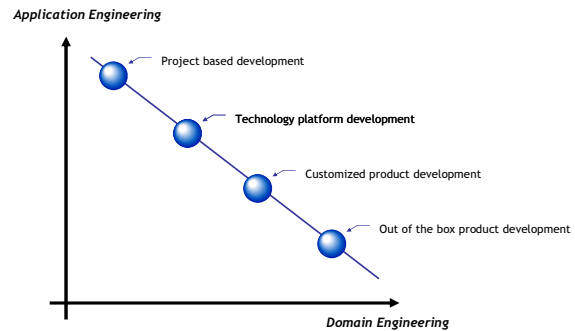 Application Engineering
Project based development
Technology platform development
Customized product development
Out of the box product development
Domain Engineering